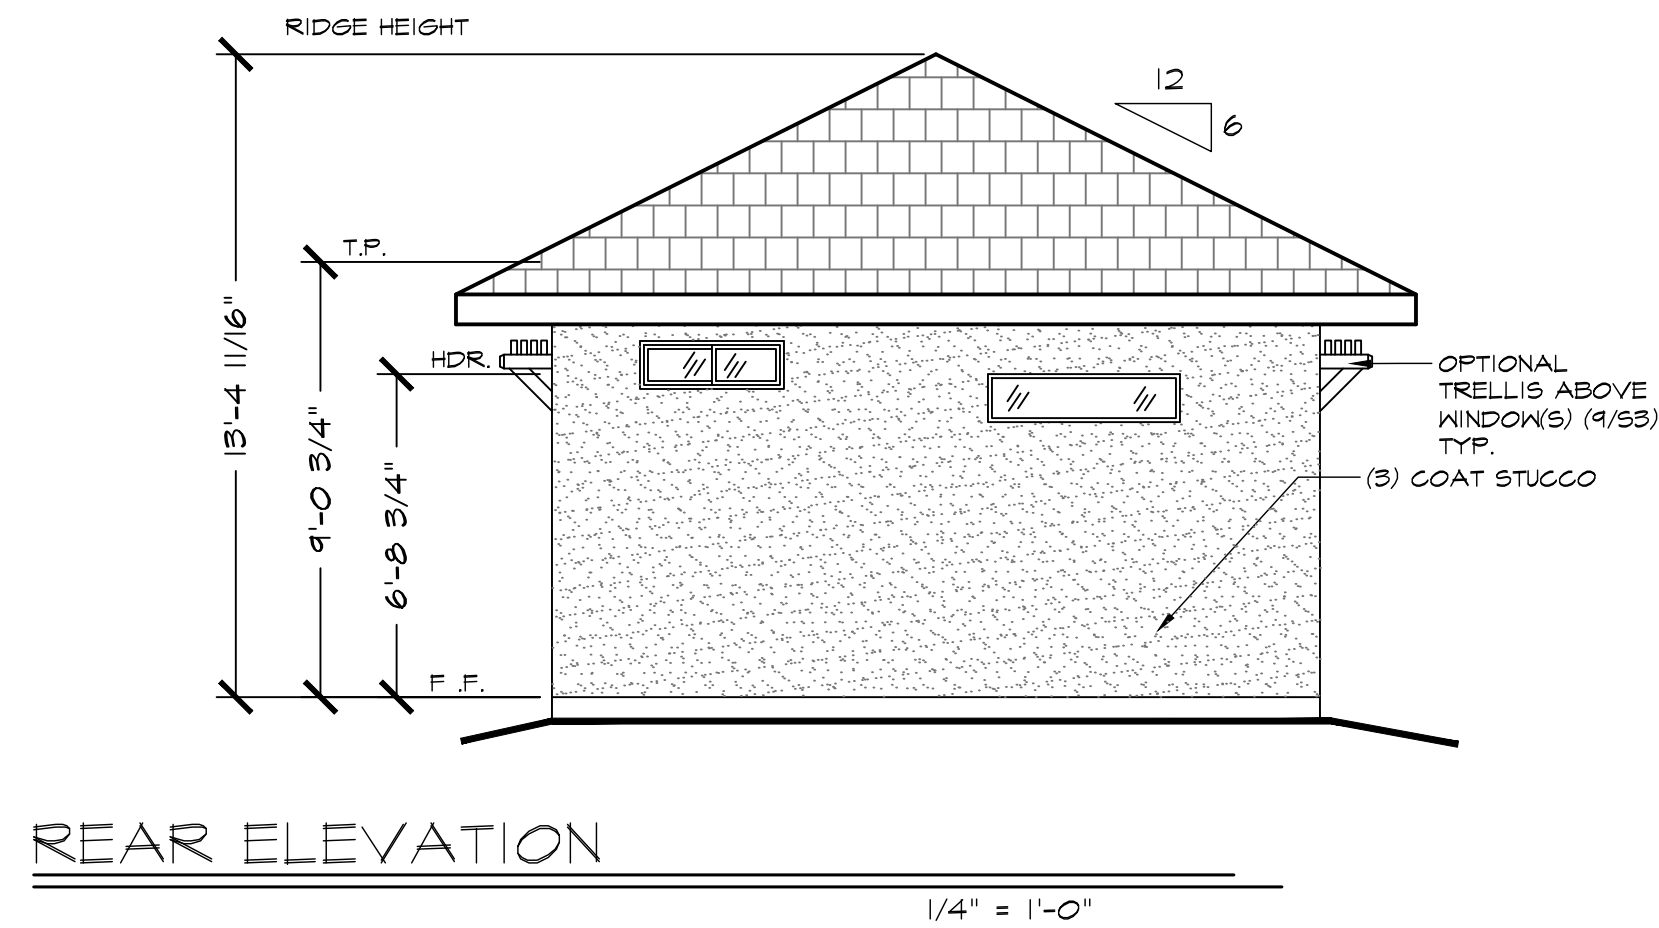 RIDGE HEIGHT
12
6
T.P.
HDR.
13'-4 11/16"
9'-0 3/4"
6'-8 3/4"
OPTIONAL
TRELLIS ABOVE
WINDOW(S) (9/S3)
TYP.
(3) COAT STUCCO
F .F.
REAR ELEVATION
1/4" = 1'-0"